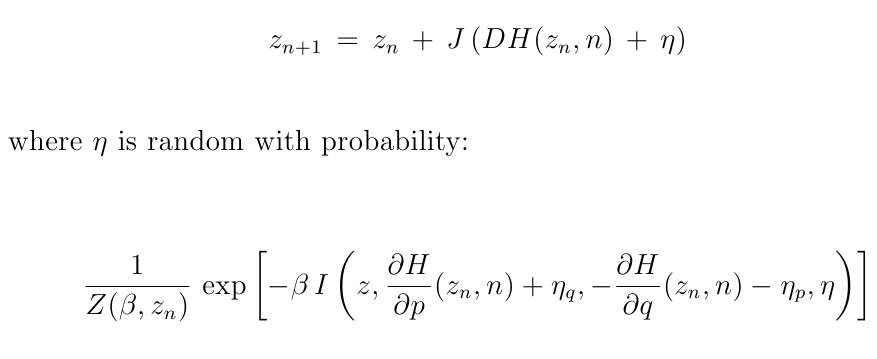 z_{n+1} = z_n + J (DH(z_n, n) + η)
where η is random with probability:
\frac{1}{Z(β, z_n)} exp [ −β I ( z, \frac{∂H}{∂p}(z_n, n) + η_q, −\frac{∂H}{∂q}(z_n, n) − η_p, η ) ]